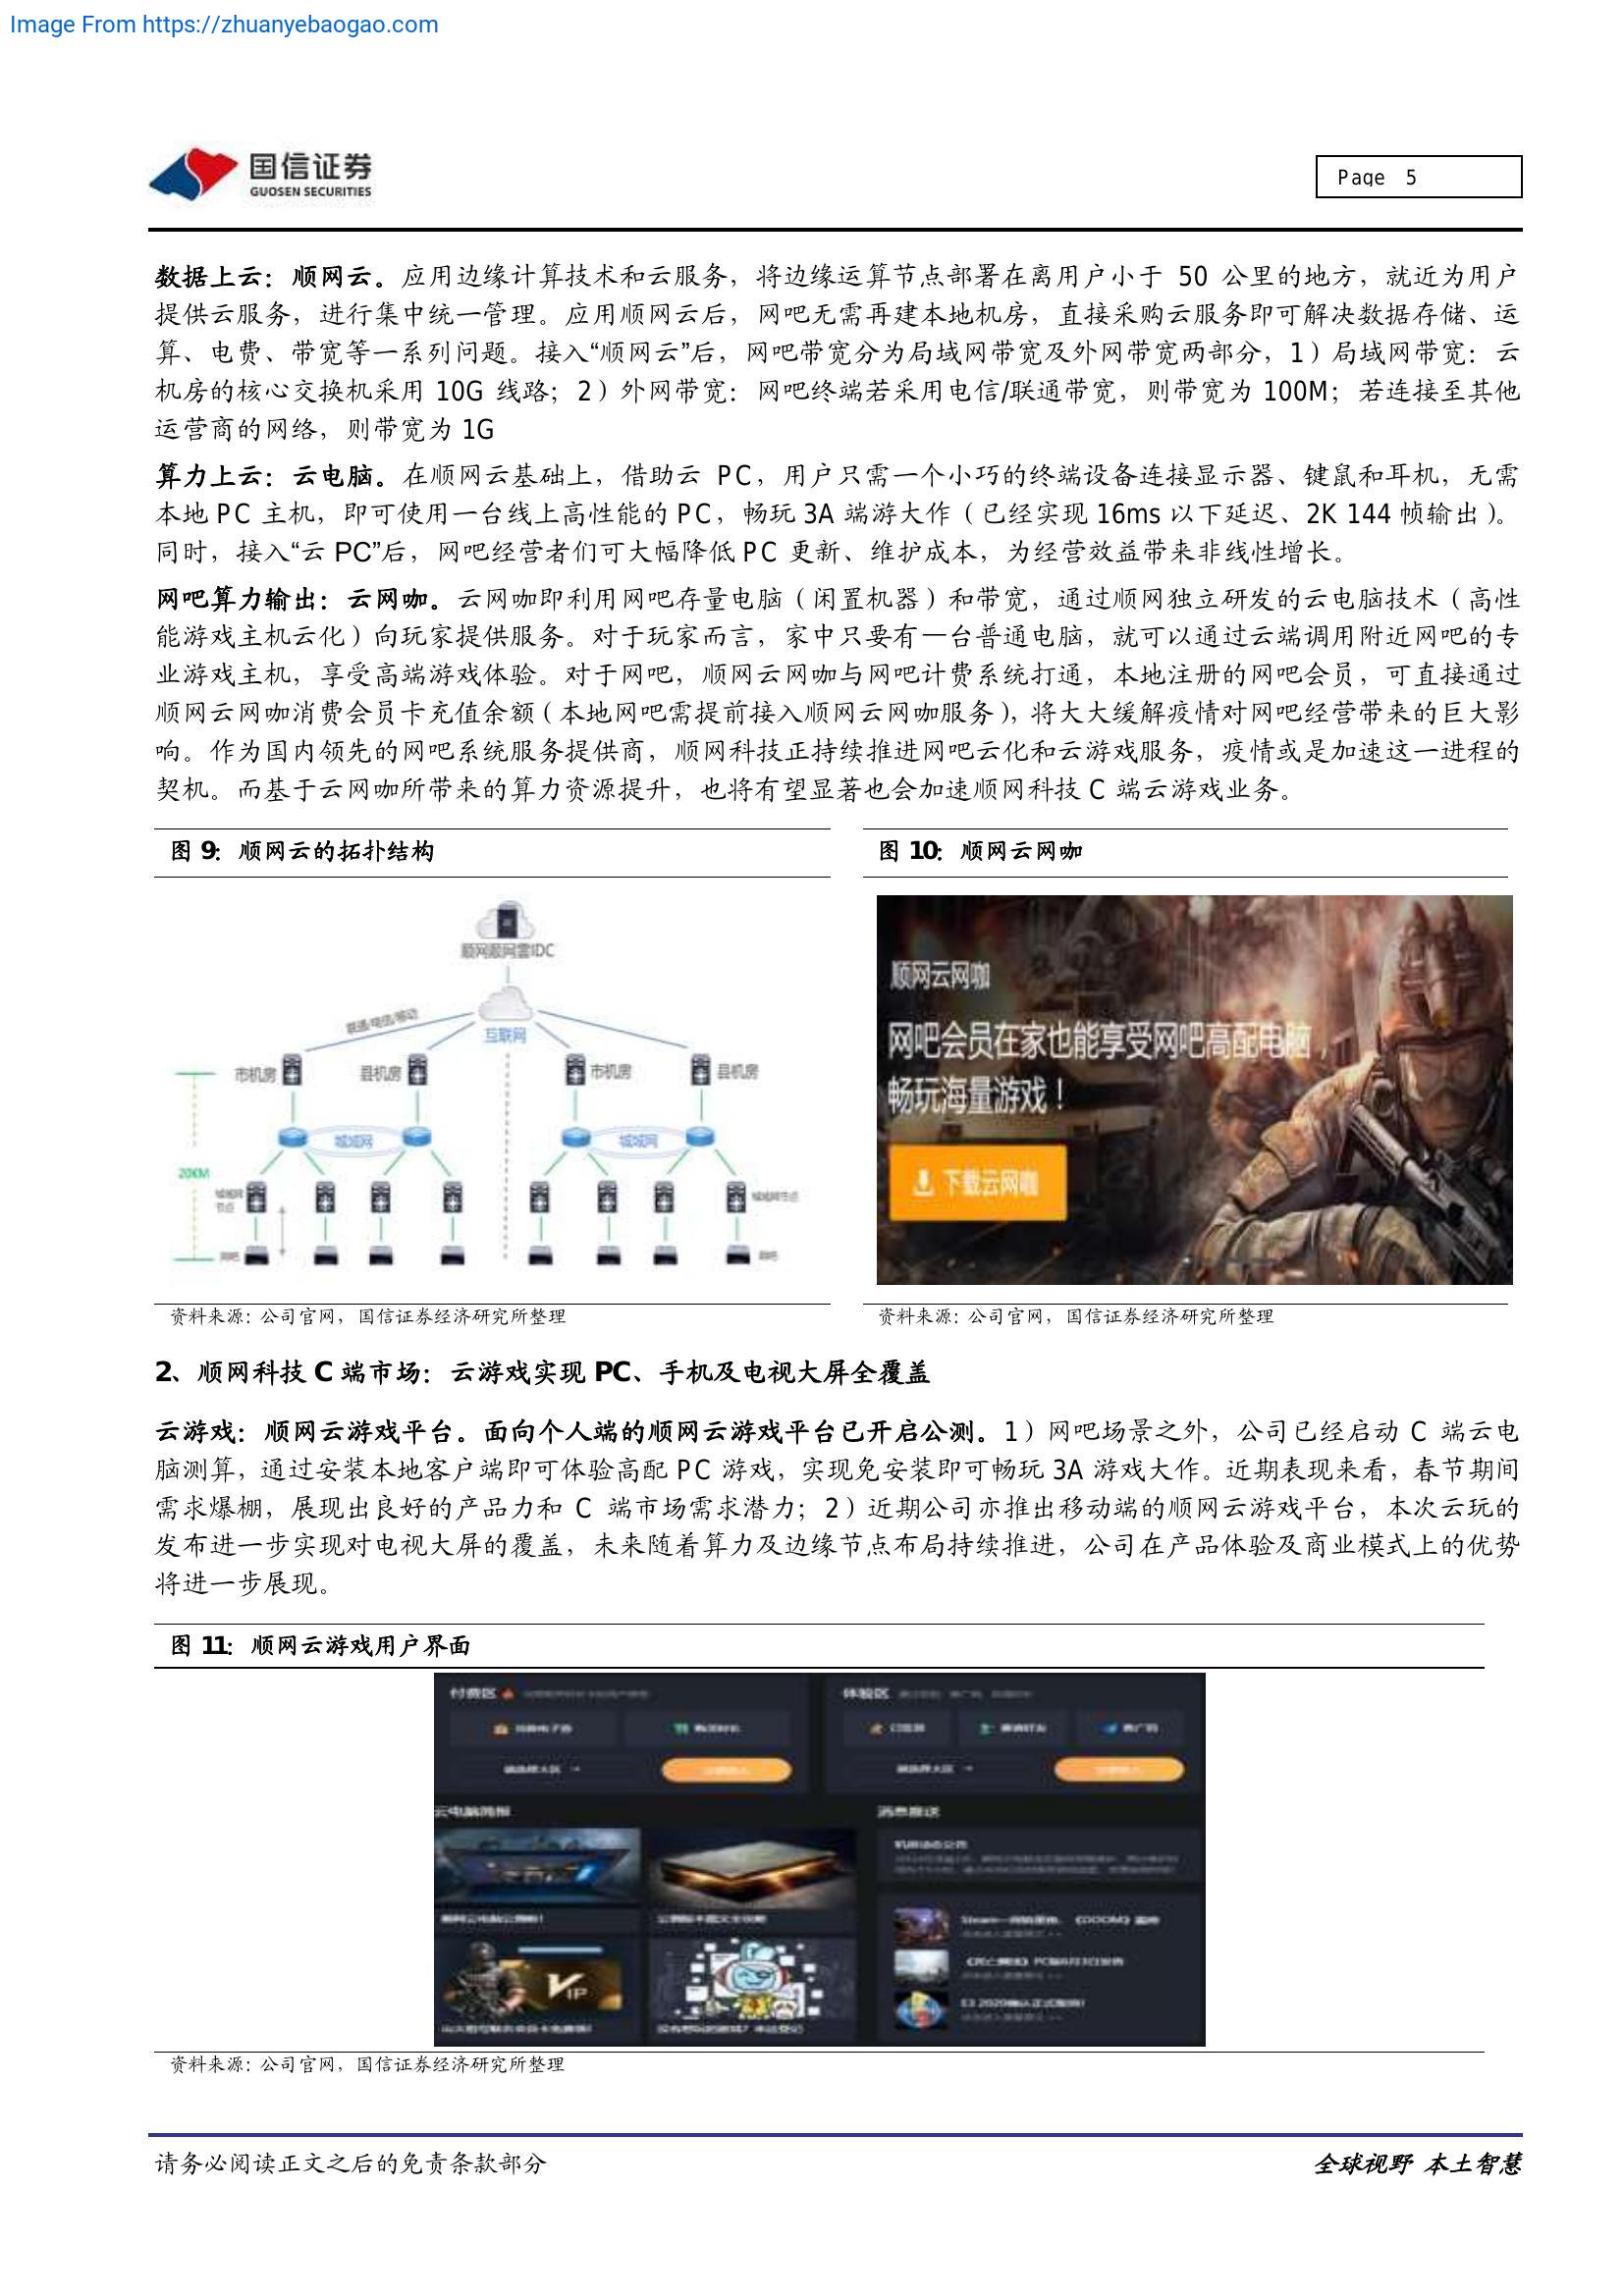 Image From https://zhuanyebaogao.com
国信证券
GUOSEN SECURITIES
Page 5
数据上云：顺网云。应用边缘计算技术和云服务，将边缘运算节点部署在离用户小于 50 公里的地方，就近为用户
提供云服务，进行集中统一管理。应用顺网云后，网吧无需再建本地机房，直接采购云服务即可解决数据存储、运
算、电费、带宽等一系列问题。接入“顺网云”后，网吧带宽分为局域网带宽及外网带宽两部分，1）局域网带宽：云
机房的核心交换机采用 10G 线路；2）外网带宽：网吧终端若采用电信/联通带宽，则带宽为 100M；若连接至其他
运营商的网络，则带宽为 1G
算力上云：云电脑。在顺网云基础上，借助云 PC，用户只需一个小巧的终端设备连接显示器、键鼠和耳机，无需
本地 PC 主机，即可使用一台线上高性能的 PC，畅玩 3A 端游大作（已经实现 16ms 以下延迟、2K 144 帧输出）。
同时，接入“云 PC”后，网吧经营者们可大幅降低 PC 更新、维护成本，为经营效益带来非线性增长。
网吧算力输出：云网咖。云网咖即利用网吧存量电脑（闲置机器）和带宽，通过顺网独立研发的云电脑技术（高性
能游戏主机云化）向玩家提供服务。对于玩家而言，家中只要有一台普通电脑，就可以通过云端调用附近网吧的专
业游戏主机，享受高端游戏体验。对于网吧，顺网云网咖与网吧计费系统打通，本地注册的网吧会员，可直接通过
顺网云网咖消费会员卡充值余额（本地网吧需提前接入顺网云网咖服务），将大大缓解疫情对网吧经营带来的巨大影
响。作为国内领先的网吧系统服务提供商，顺网科技正持续推进网吧云化和云游戏服务，疫情或是加速这一进程的
契机。而基于云网咖所带来的算力资源提升，也将有望显著也会加速顺网科技 C 端云游戏业务。
图 9：顺网云的拓扑结构
图 10：顺网云网咖
互联网
联通/电信/移动
市机房
县机房
市机房
县机房
城域网
城域网
20KM
城域网
节点
城域网节点
网吧
网吧
顺网云网咖
网吧会员在家也能享受网吧高配电脑，
畅玩海量游戏！
下载云网咖
资料来源：公司官网，国信证券经济研究所整理
资料来源：公司官网，国信证券经济研究所整理
2、顺网科技 C 端市场：云游戏实现 PC、手机及电视大屏全覆盖
云游戏：顺网云游戏平台。面向个人端的顺网云游戏平台已开启公测。1）网吧场景之外，公司已经启动 C 端云电
脑测算，通过安装本地客户端即可体验高配 PC 游戏，实现免安装即可畅玩 3A 游戏大作。近期表现来看，春节期间
需求爆棚，展现出良好的产品力和 C 端市场需求潜力；2）近期公司亦推出移动端的顺网云游戏平台，本次云玩的
发布进一步实现对电视大屏的覆盖，未来随着算力及边缘节点布局持续推进，公司在产品体验及商业模式上的优势
将进一步展现。
图 11：顺网云游戏用户界面
付费区
体验区
云电脑简报
消息推送
VIP
资料来源：公司官网，国信证券经济研究所整理
请务必阅读正文之后的免责条款部分
全球视野 本土智慧